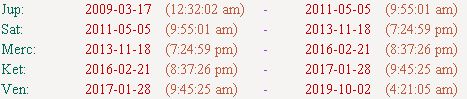 Jup: 2009-03-17 (12:32:02 am) - 2011-05-05 (9:55:01 am)
Sat: 2011-05-05 (9:55:01 am) - 2013-11-18 (7:24:59 pm)
Merc: 2013-11-18 (7:24:59 pm) - 2016-02-21 (8:37:26 pm)
Ket: 2016-02-21 (8:37:26 pm) - 2017-01-28 (9:45:25 am)
Ven: 2017-01-28 (9:45:25 am) - 2019-10-02 (4:21:05 am)